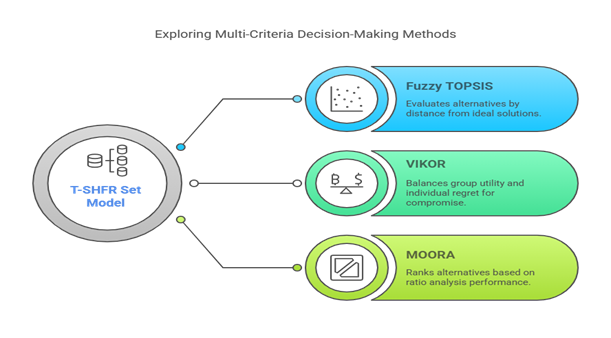 Exploring Multi-Criteria Decision-Making Methods
T-SHFR Set
Model
Fuzzy TOPSIS
Evaluates alternatives by
distance from ideal solutions.
VIKOR
Balances group utility and
individual regret for
compromise.
MOORA
Ranks alternatives based on
ratio analysis performance.